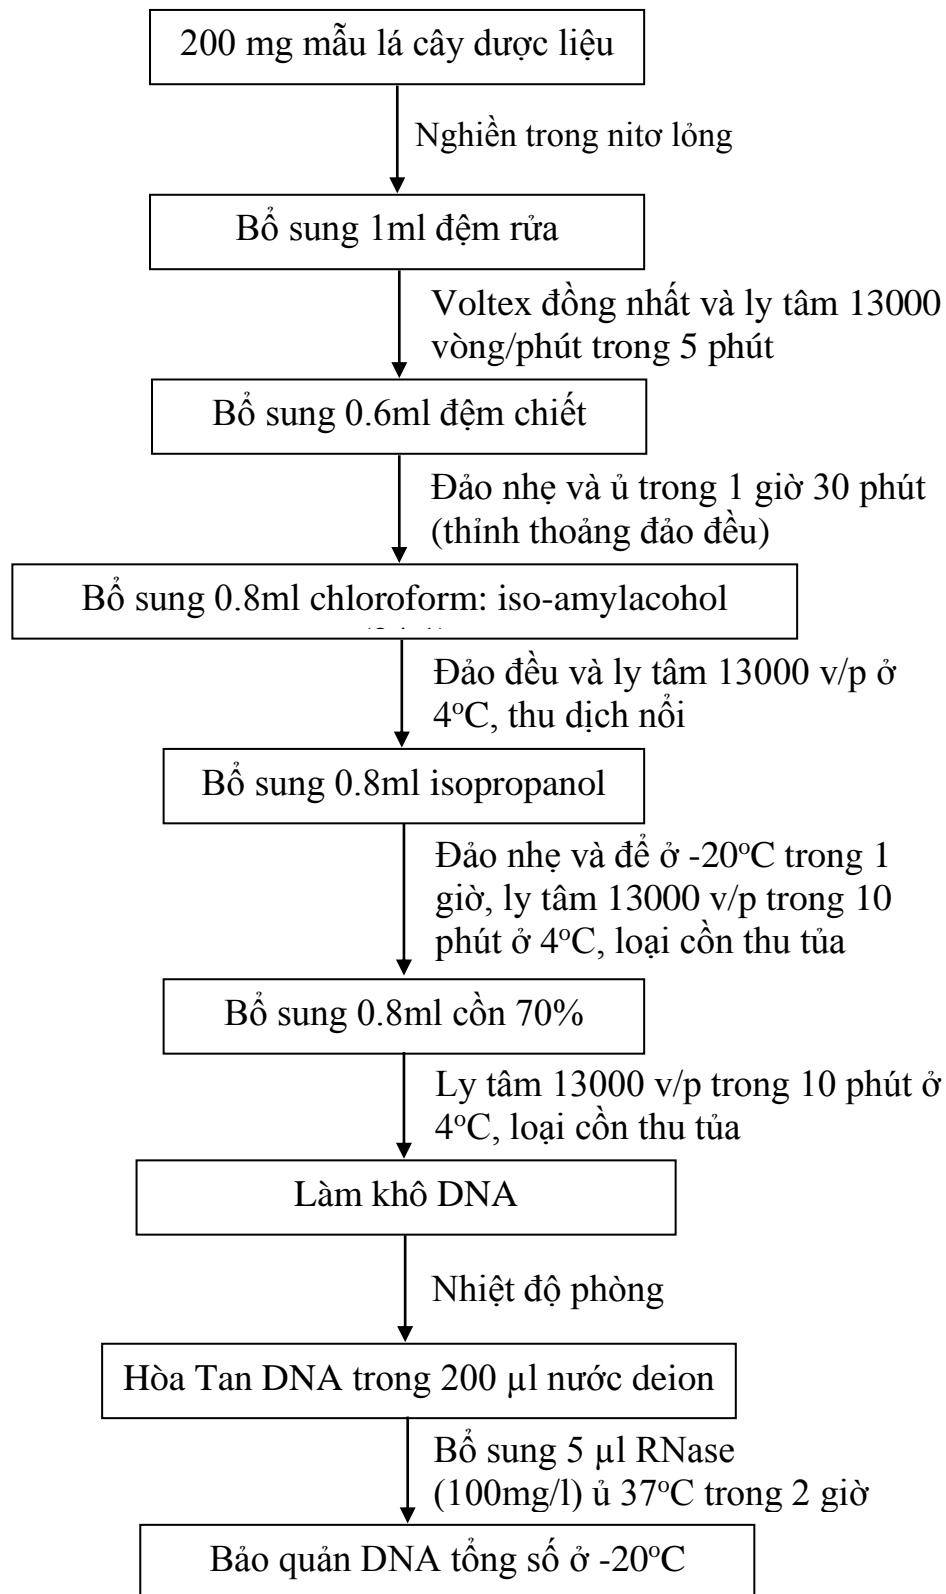 200 mg mẫu lá cây dược liệu
Nghiền trong nitơ lỏng
Bổ sung 1ml đệm rửa
Voltex đồng nhất và ly tâm 13000
vòng/phút trong 5 phút
Bổ sung 0.6ml đệm chiết
Đảo nhẹ và ủ trong 1 giờ 30 phút
(thỉnh thoảng đảo đều)
Bổ sung 0.8ml chloroform: iso-amylacohol
Đảo đều và ly tâm 13000 v/p ở
4°C, thu dịch nổi
Bổ sung 0.8ml isopropanol
Đảo nhẹ và để ở -20°C trong 1
giờ, ly tâm 13000 v/p trong 10
phút ở 4°C, loại cồn thu tủa
Bổ sung 0.8ml cồn 70%
Ly tâm 13000 v/p trong 10 phút ở
4°C, loại cồn thu tủa
Làm khô DNA
Nhiệt độ phòng
Hòa Tan DNA trong 200 µl nước deion
Bổ sung 5 µl RNase
(100mg/l) ủ 37°C trong 2 giờ
Bảo quản DNA tổng số ở -20°C